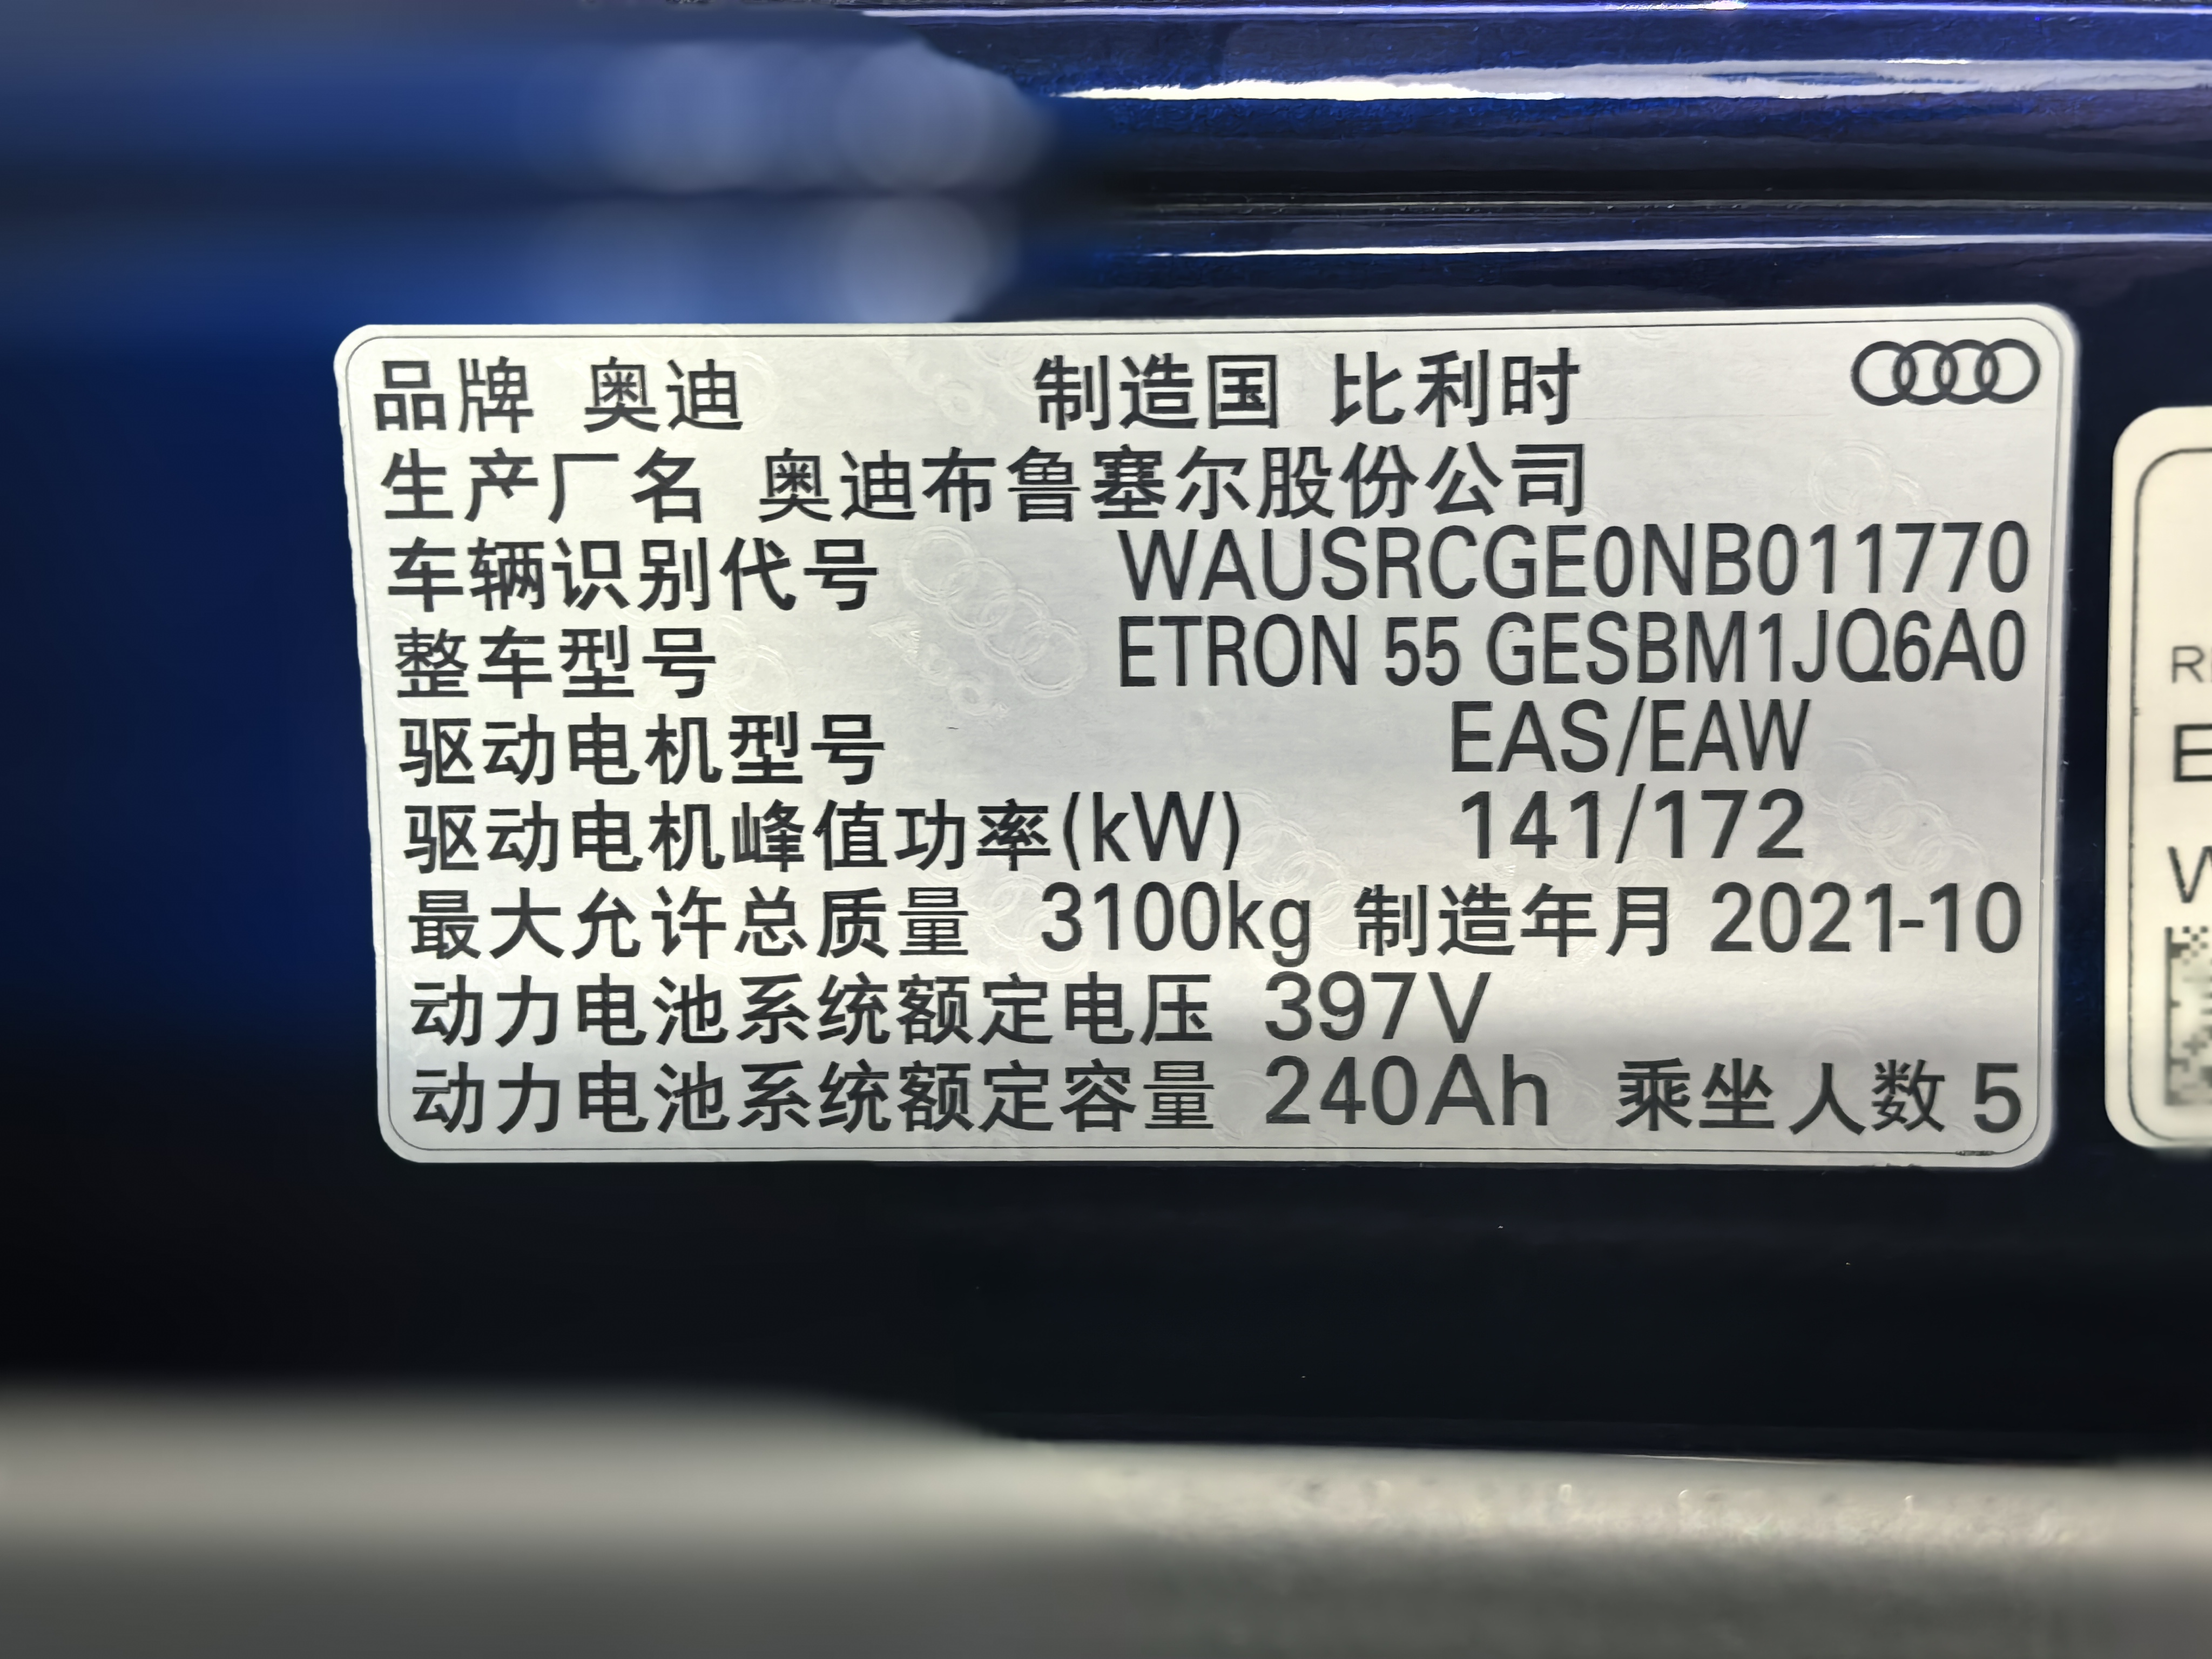 品牌 奥迪 制造国 比利时
生产厂名 奥迪布鲁塞尔股份公司
车辆识别代号 WAUSRCGE0NB011770
整车型号 ETRON 55 GESBM1JQ6A0
驱动电机型号 EAS/EAW
驱动电机峰值功率(kW) 141/172
最大允许总质量 3100kg 制造年月 2021-10
动力电池系统额定电压 397V
动力电池系统额定容量 240Ah 乘坐人数 5